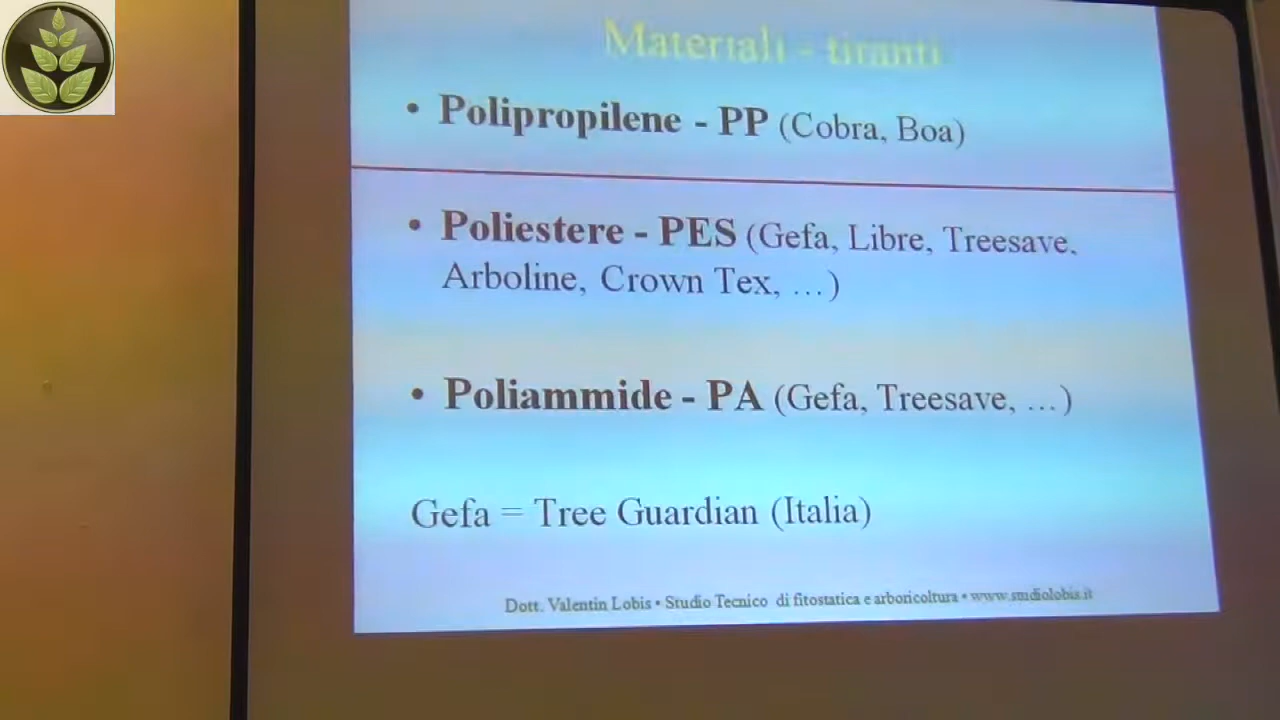 Materiali - tiranti
• Polipropilene - PP (Cobra, Boa)
• Poliestere - PES (Gefa, Libre, Treesave,
Arboline, Crown Tex, …)
• Poliammide - PA (Gefa, Treesave, …)
Gefa = Tree Guardian (Italia)
Dott. Valentin Lobis • Studio Tecnico di fitostatica e arboricoltura • www.studiolobis.it